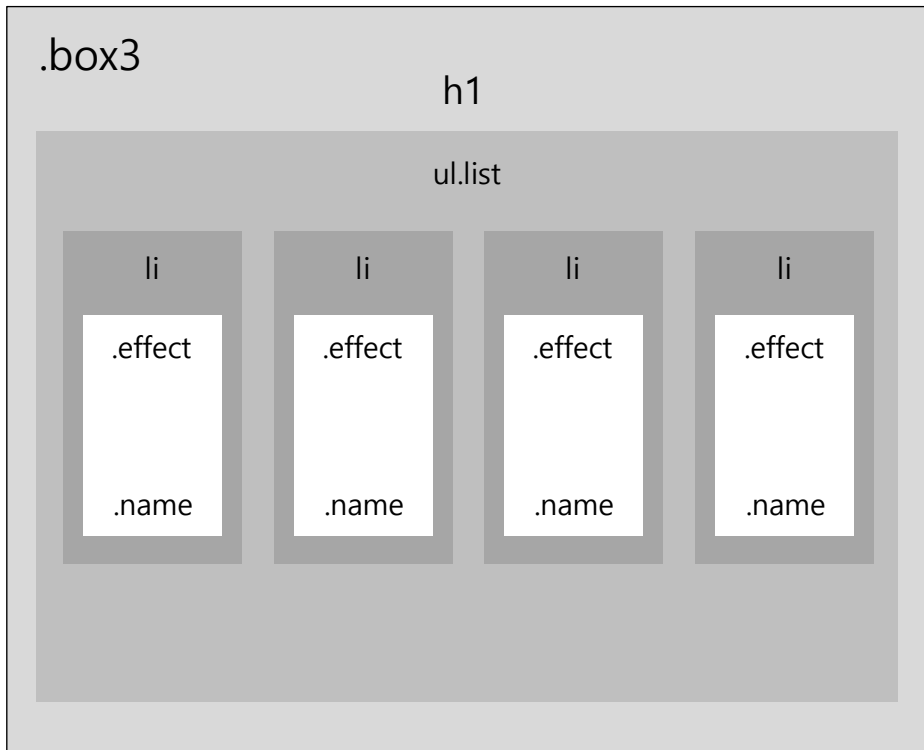 .box3
h1
ul.list
li li li li
.effect .effect .effect .effect
.name .name .name .name